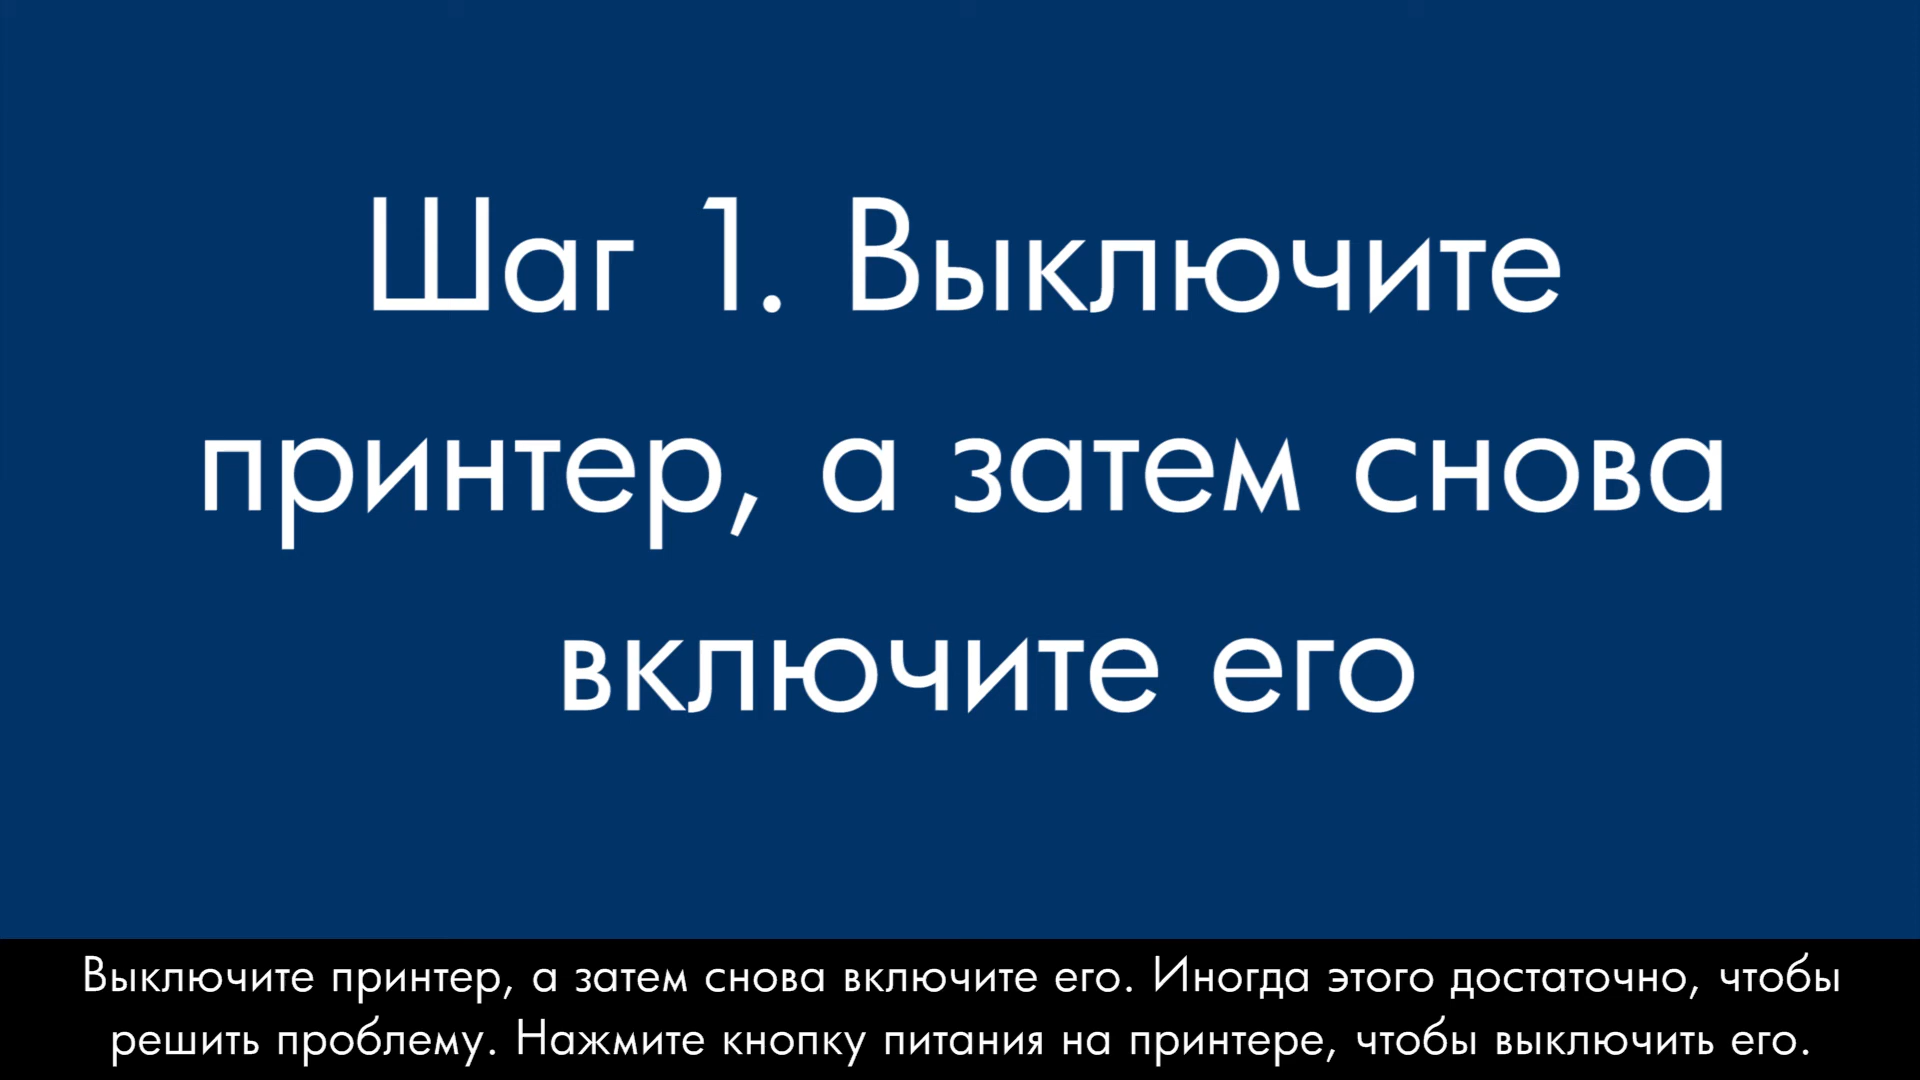 Шаг 1. Выключите
принтер, а затем снова
включите его
Выключите принтер, а затем снова включите его. Иногда этого достаточно, чтобы
решить проблему. Нажмите кнопку питания на принтере, чтобы выключить его.